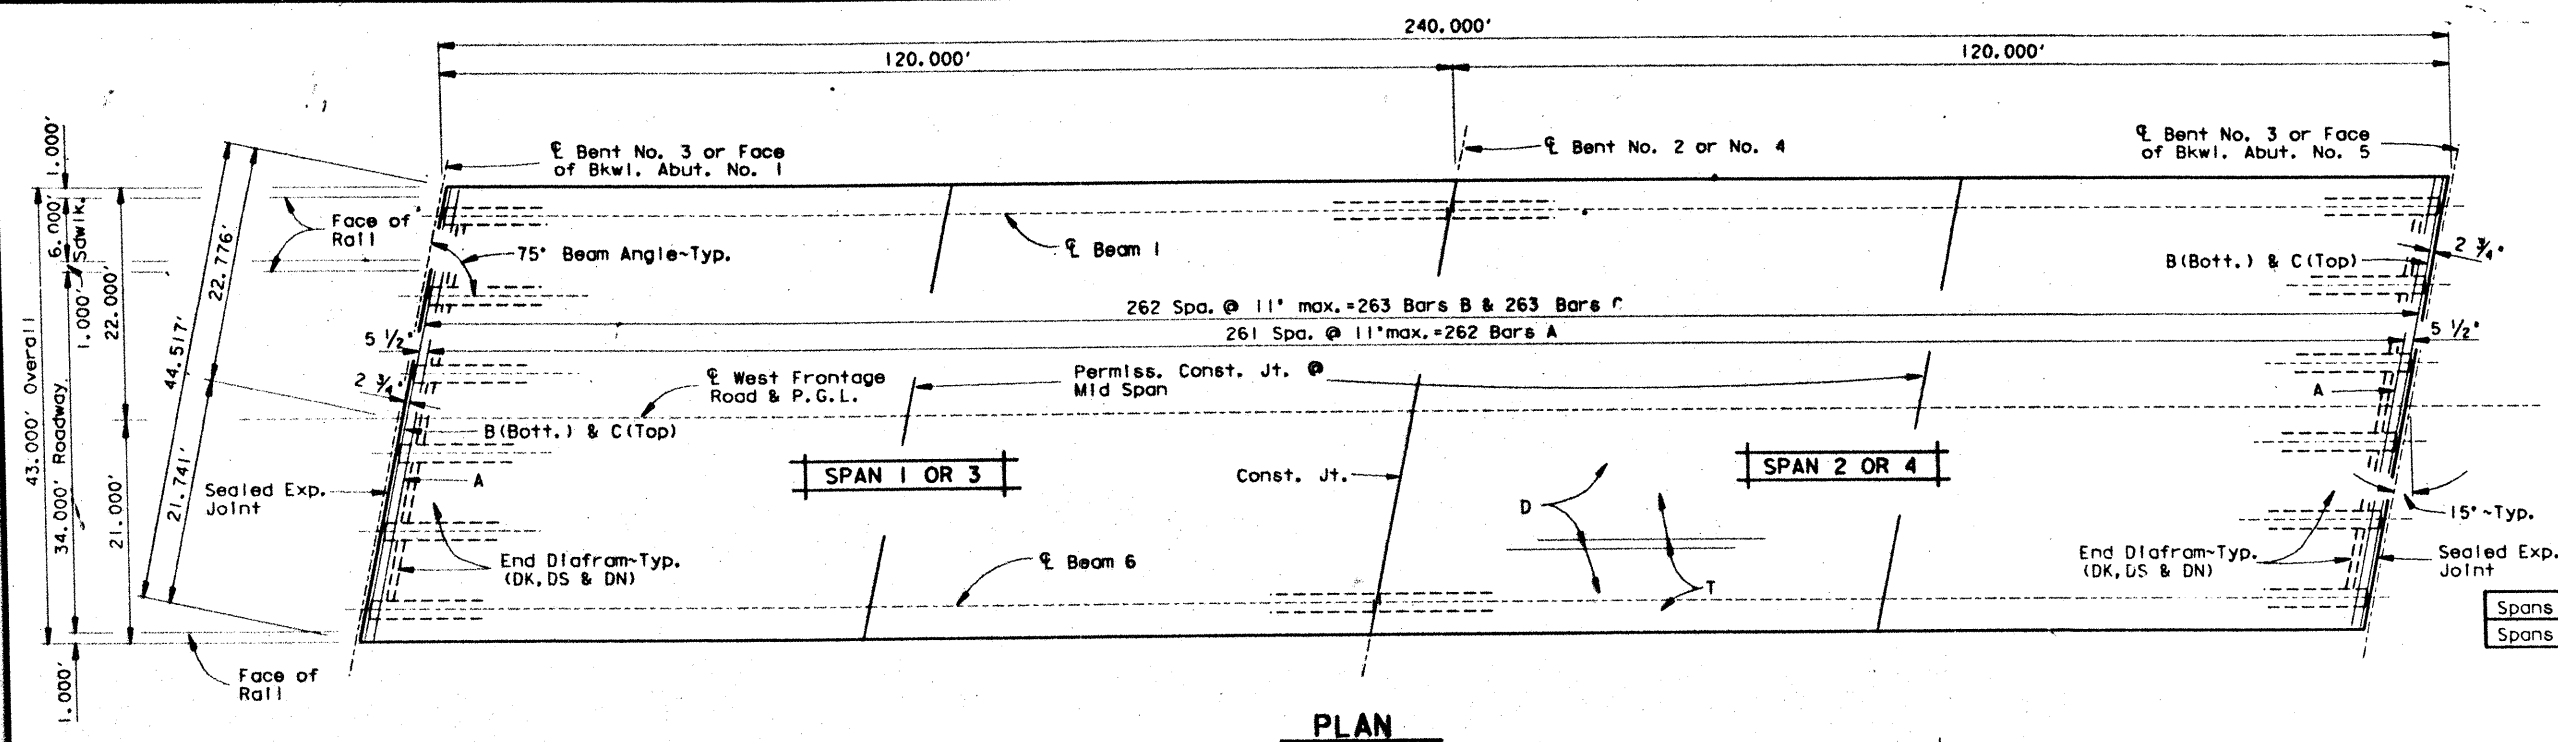 240.000'
120.000'
120.000'
1.000'
6.000'
Sdwlk.
1.000'
22.000'
43.000' Overall
34.000' Roadway
21.000'
1.000'
44.517'
22.776'
21.741'
Face of
Rail
℄ Bent No. 3 or Face
of Bkwl. Abut. No. 1
℄ Bent No. 2 or No. 4
℄ Bent No. 3 or Face
of Bkwl. Abut. No. 5
75° Beam Angle~Typ.
℄ Beam 1
2 3/4"
B(Bott.) & C(Top)
262 Spa. @ 11" max.=263 Bars B & 263 Bars C
261 Spa. @ 11"max.=262 Bars A
5 1/2"
5 1/2"
2 3/4"
℄ West Frontage
Road & P.G.L.
Permiss. Const. Jt. @
Mid Span
A
B(Bott.) & C(Top)
SPAN 1 OR 3
SPAN 2 OR 4
A
Sealed Exp.
Joint
Const. Jt.
D
T
15°~Typ.
End Diafram~Typ.
(DK, DS & DN)
℄ Beam 6
End Diafram~Typ.
(DK, DS & DN)
Sealed Exp.
Joint
Spans
Spans
Face of
Rail
PLAN